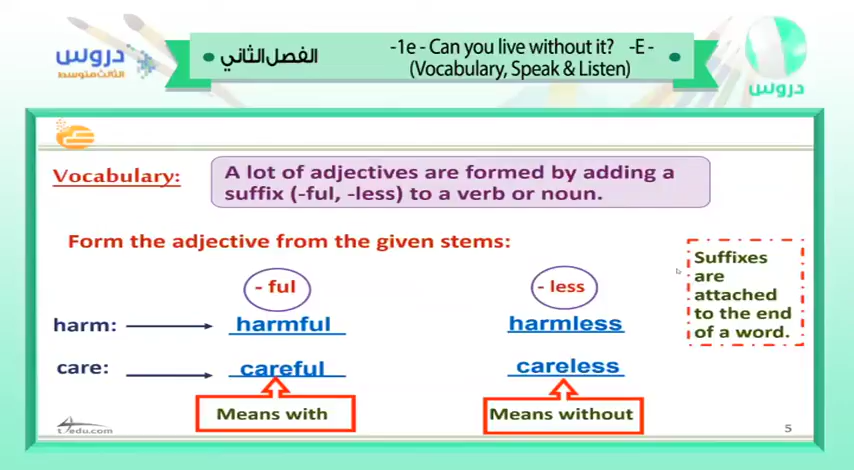 دروس
الثالث متوسط
الفصل الثاني
-1e - Can you live without it? -E -
(Vocabulary, Speak & Listen)
دروس
Vocabulary:
A lot of adjectives are formed by adding a
suffix (-ful, -less) to a verb or noun.
Form the adjective from the given stems:
- ful
- less
harm:
harmful
harmless
care:
careful
careless
Means with
Means without
Suffixes
are
attached
to the end
of a word.
t4edu.com
5